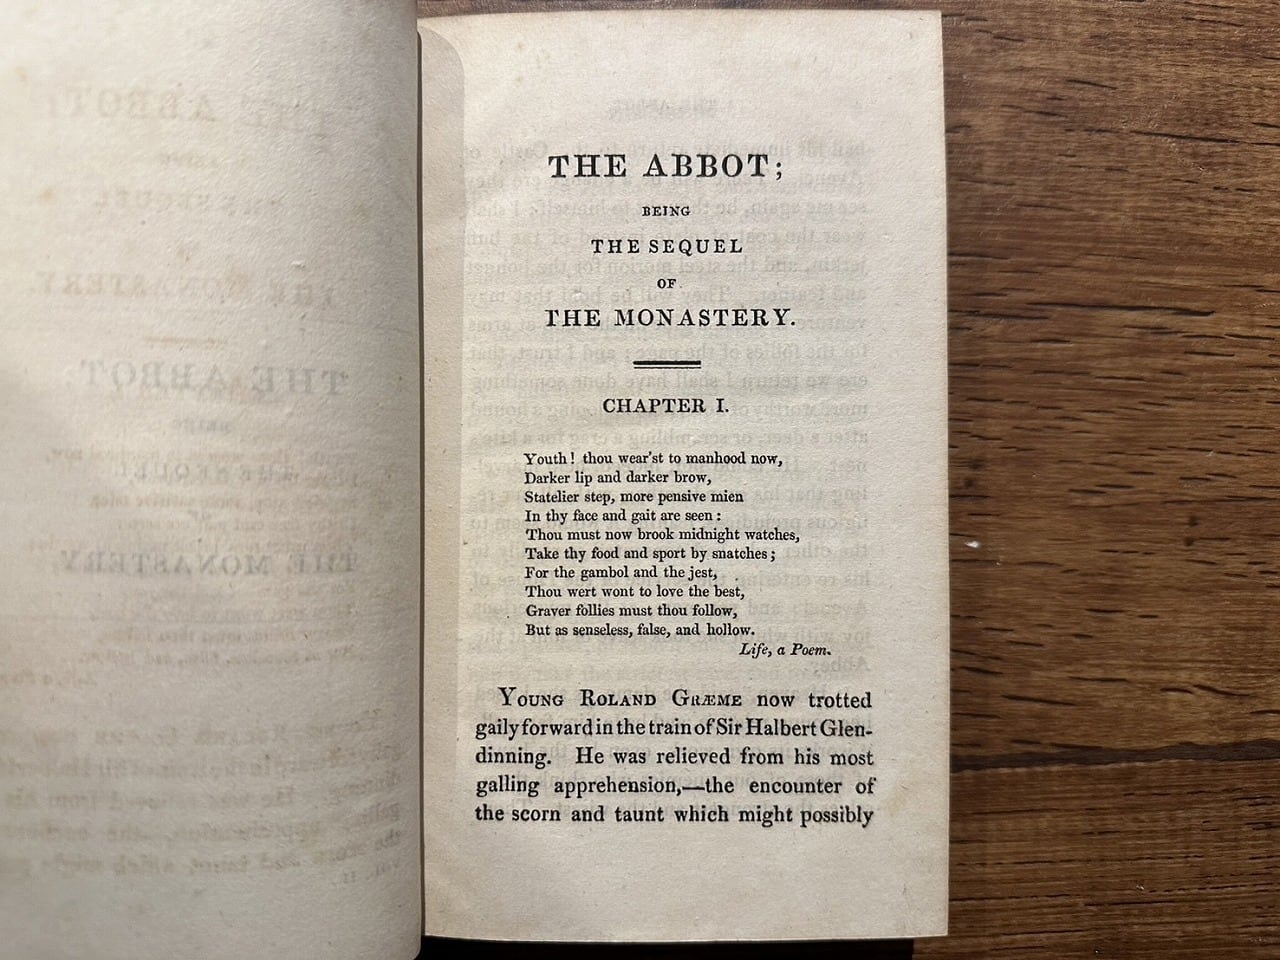 THE ABBOT;
BEING
THE SEQUEL
OF
THE MONASTERY.
CHAPTER I.
Youth! thou wear'st to manhood now,
Darker lip and darker brow,
Statelier step, more pensive mien
In thy face and gait are seen:
Thou must now brook midnight watches,
Take thy food and sport by snatches;
For the gambol and the jest,
Thou wert wont to love the best,
Graver follies must thou follow,
But as senseless, false, and hollow.
Life, a Poem.
YOUNG ROLAND GRÆME now trotted
gaily forward in the train of Sir Halbert Glen-
dinning. He was relieved from his most
galling apprehension,—the encounter of
the scorn and taunt which might possibly